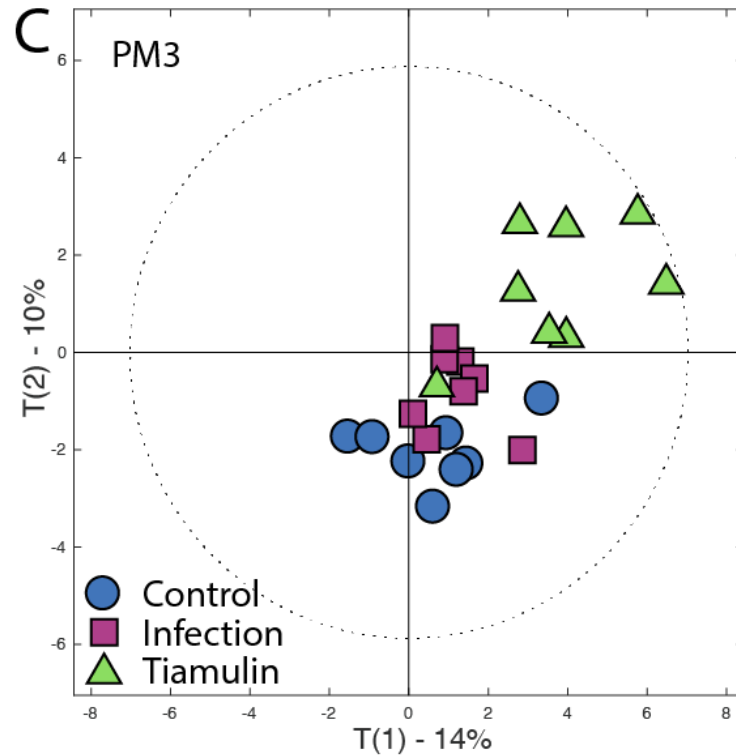 C
PM3
6
4
2
0
-2
-4
-6
T(2) - 10%
Control
Infection
Tiamulin
-8 -6 -4 -2 0 2 4 6 8
T(1) - 14%